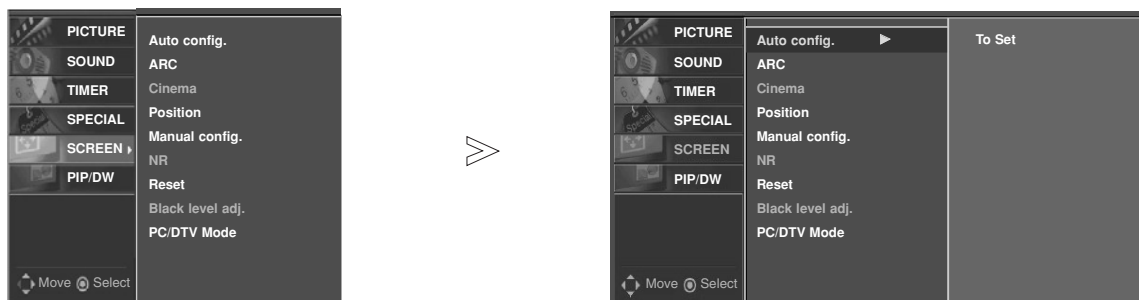 PICTURE
SOUND
TIMER
SPECIAL
SCREEN
PIP/DW
Move Select
Auto config.
ARC
Cinema
Position
Manual config.
NR
Reset
Black level adj.
PC/DTV Mode
PICTURE
SOUND
TIMER
SPECIAL
SCREEN
PIP/DW
Move Select
Auto config.
ARC
Cinema
Position
Manual config.
NR
Reset
Black level adj.
PC/DTV Mode
To Set